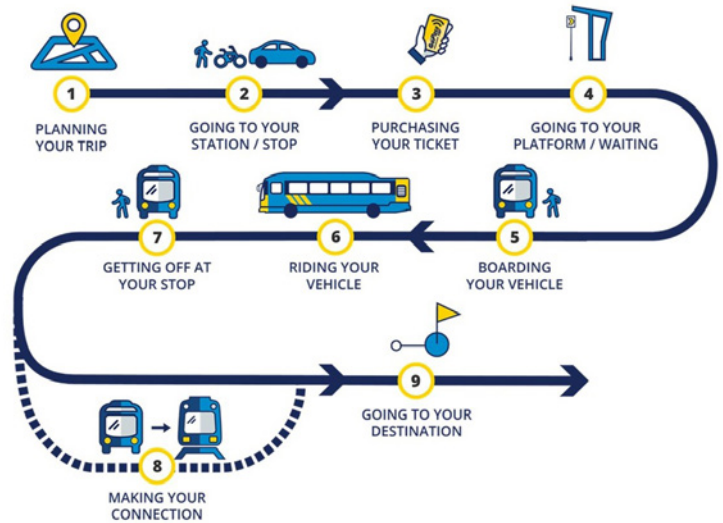 1
PLANNING
YOUR TRIP
2
GOING TO YOUR
STATION / STOP
3
PURCHASING
YOUR TICKET
4
GOING TO YOUR
PLATFORM / WAITING
5
BOARDING
YOUR VEHICLE
6
RIDING YOUR
VEHICLE
7
GETTING OFF AT
YOUR STOP
8
MAKING YOUR
CONNECTION
9
GOING TO YOUR
DESTINATION